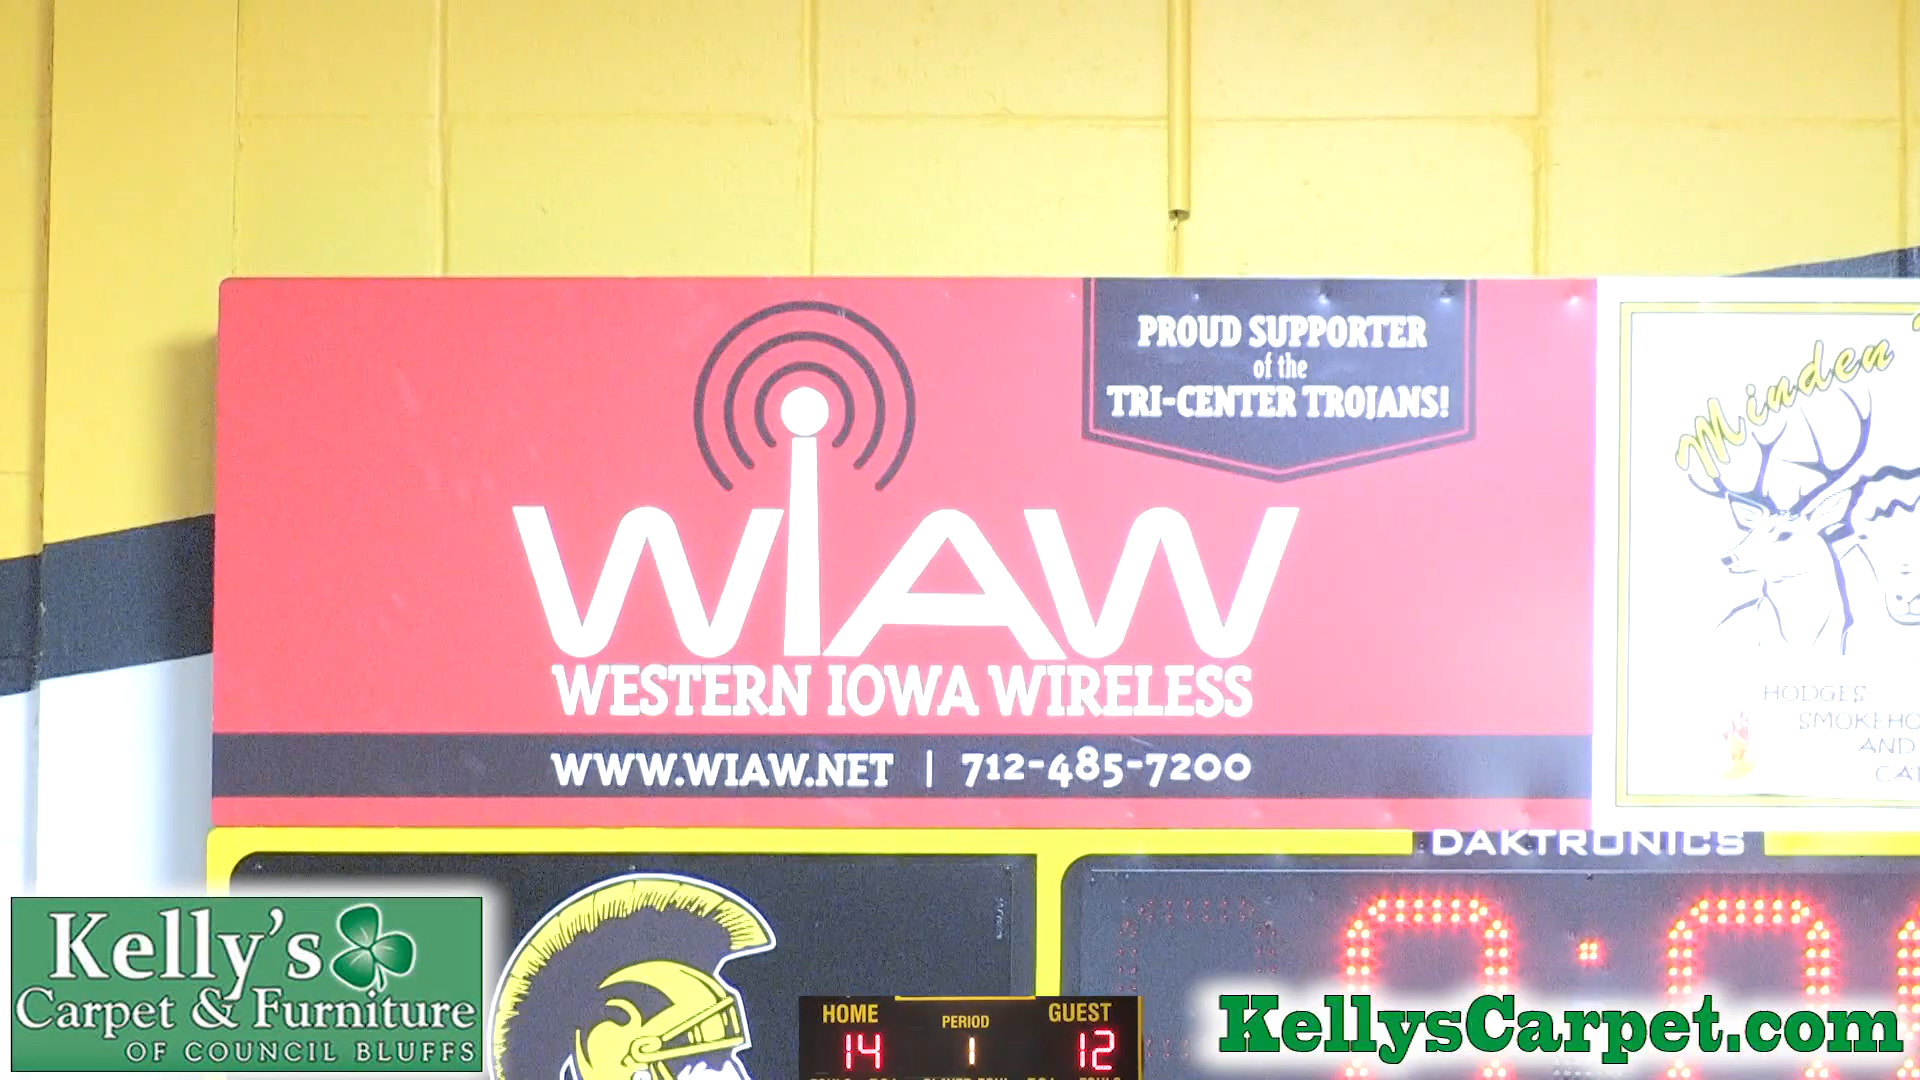 PROUD SUPPORTER
of the
TRI-CENTER TROJANS!
WIAW
WESTERN IOWA WIRELESS
WWW.WIAW.NET | 712-485-7200
Minden
HODGES
AND
DAKTRONICS
Kelly's
Carpet & Furniture
OF COUNCIL BLUFFS
HOME PERIOD GUEST
14 1 12
KellysCarpet.com